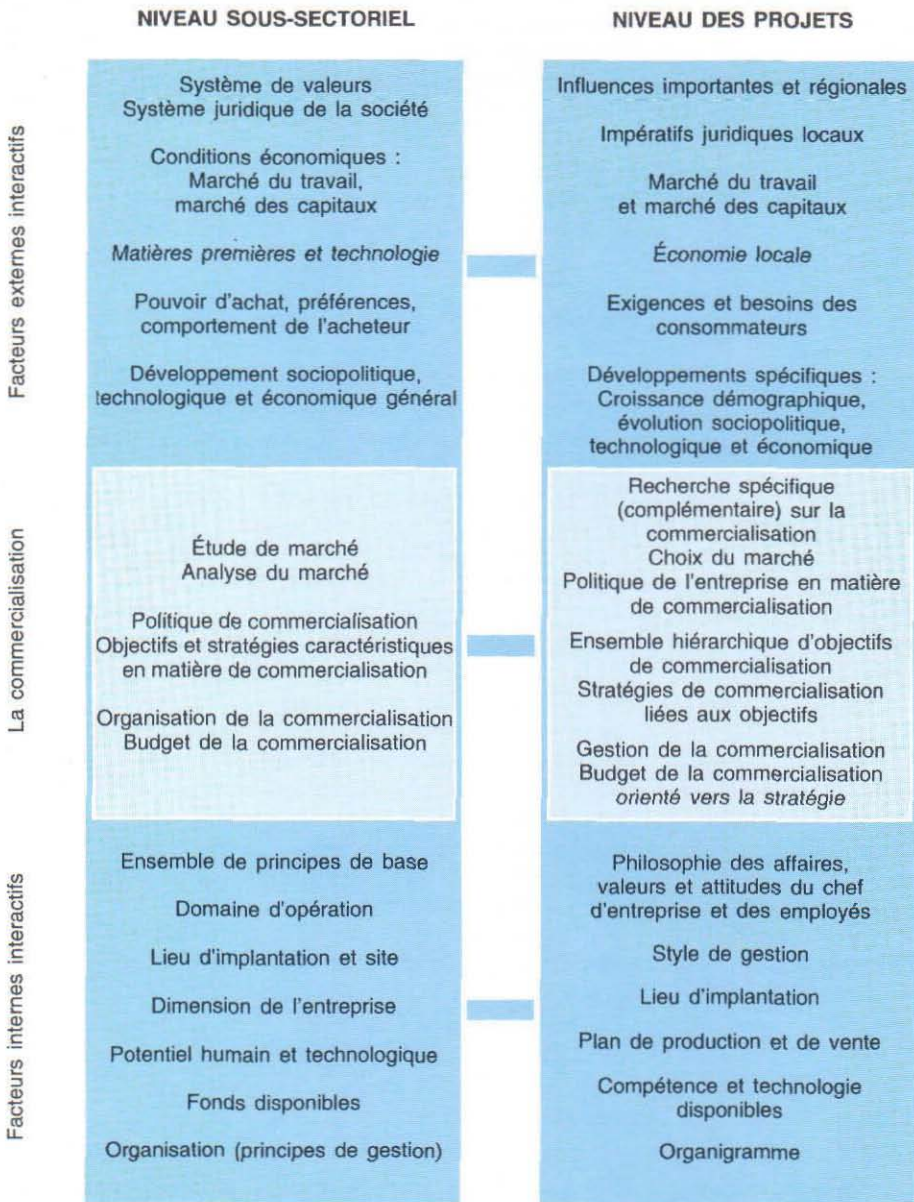 NIVEAU SOUS-SECTORIEL
Système de valeurs
Système juridique de la société
Conditions économiques :
Marché du travail,
marché des capitaux
Matières premières et technologie
Pouvoir d'achat, préférences,
comportement de l'acheteur
Développement sociopolitique,
technologique et économique général
Étude de marché
Analyse du marché
Politique de commercialisation
Objectifs et stratégies caractéristiques
en matière de commercialisation
Organisation de la commercialisation
Budget de la commercialisation
Ensemble de principes de base
Domaine d'opération
Lieu d'implantation et site
Dimension de l'entreprise
Potentiel humain et technologique
Fonds disponibles
Organisation (principes de gestion)
NIVEAU DES PROJETS
Influences importantes et régionales
Impératifs juridiques locaux
Marché du travail
et marché des capitaux
Économie locale
Exigences et besoins des
consommateurs
Développements spécifiques :
Croissance démographique,
évolution sociopolitique,
technologique et économique
Recherche spécifique
(complémentaire) sur la
commercialisation
Choix du marché
Politique de l'entreprise en matière
de commercialisation
Ensemble hiérarchique d'objectifs
de commercialisation
Stratégies de commercialisation
liées aux objectifs
Gestion de la commercialisation
Budget de la commercialisation
orienté vers la stratégie
Philosophie des affaires,
valeurs et attitudes du chef
d'entreprise et des employés
Style de gestion
Lieu d'implantation
Plan de production et de vente
Compétence et technologie
disponibles
Organigramme
Facteurs externes interactifs
La commercialisation
Facteurs internes interactifs